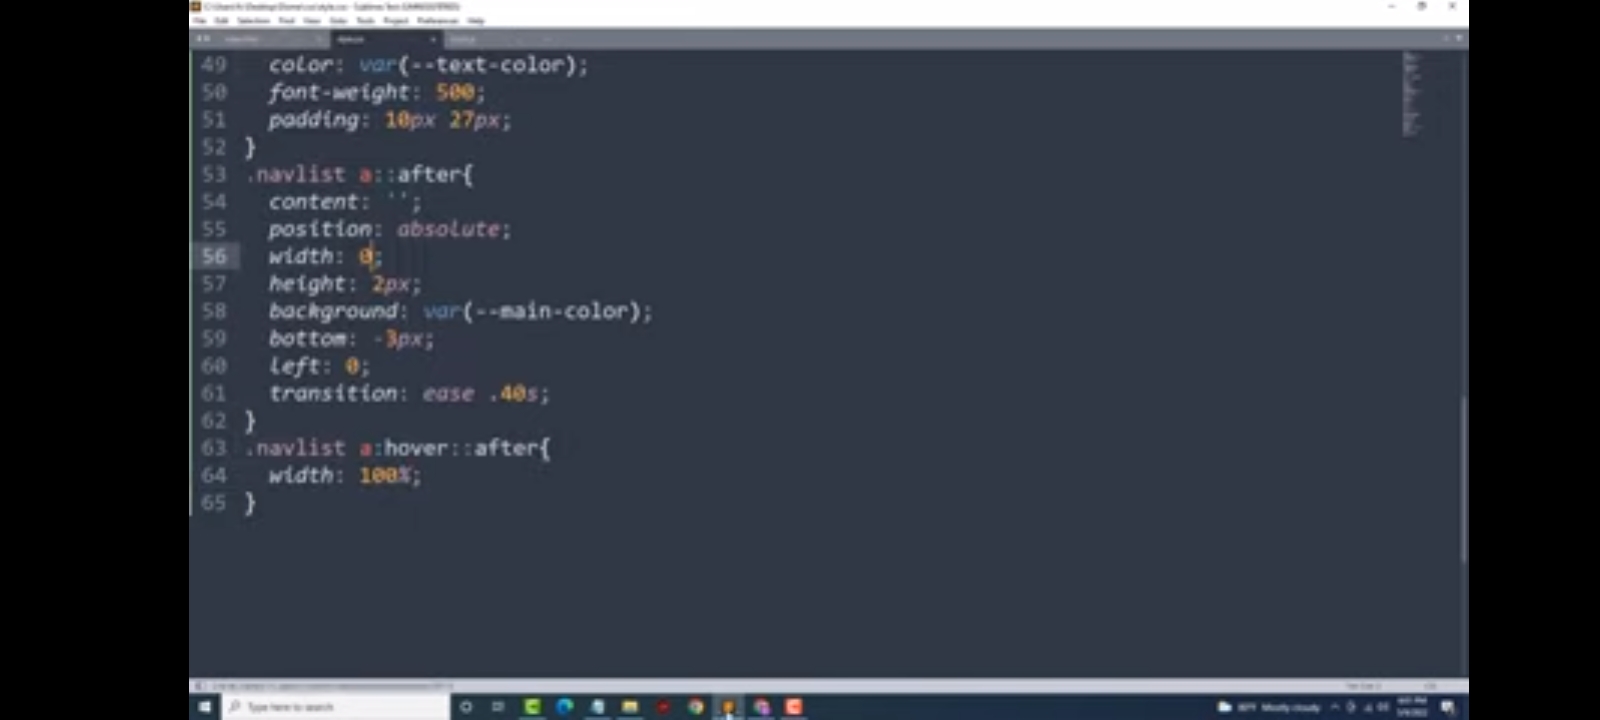 File Edit Selection Find View Goto Tools Project Preferences Help
49 color: var(--text-color);
50 font-weight: 500;
51 padding: 10px 27px;
52 }
53 .navlist a::after{
54 content: '';
55 position: absolute;
56 width: 0;
57 height: 2px;
58 background: var(--main-color);
59 bottom: -3px;
60 left: 0;
61 transition: ease .40s;
62 }
63 .navlist a:hover::after{
64 width: 100%;
65 }
Type here to search
Mostly cloudy